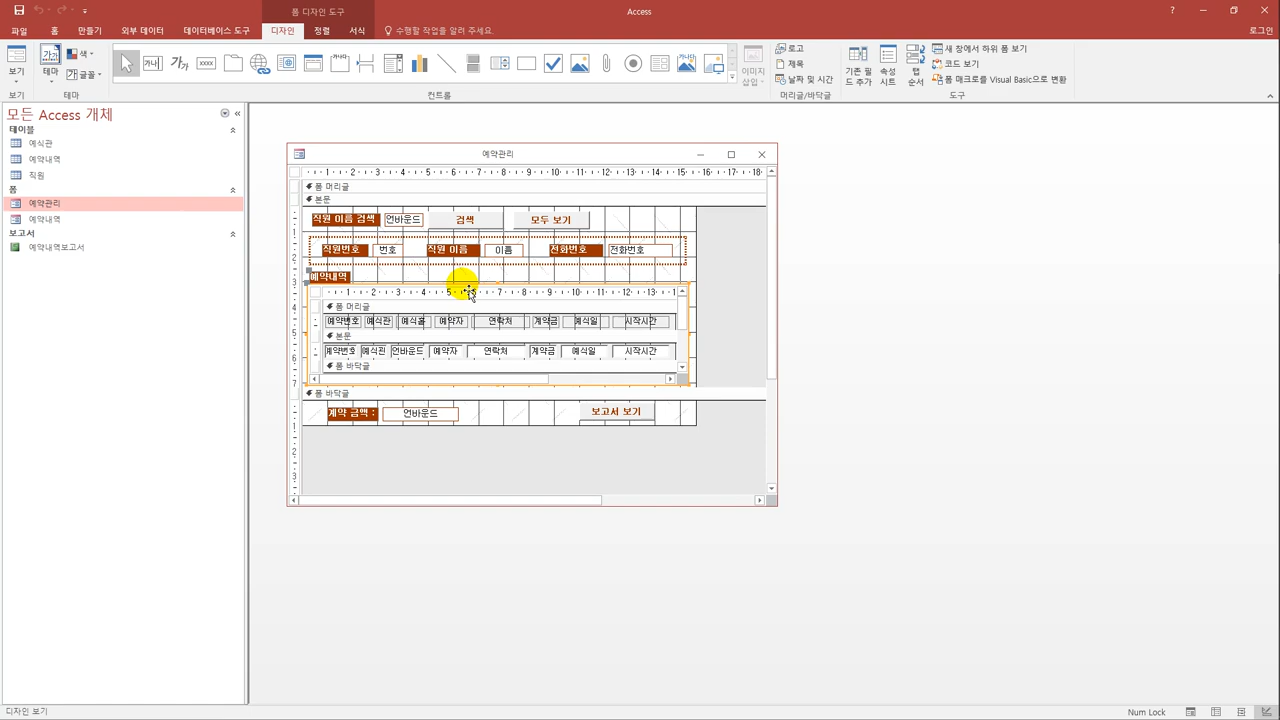 폼 디자인 도구
Access
파일 홈 만들기 외부 데이터 데이터베이스 도구 디자인 정렬 서식 수행할 작업을 알려 주세요.
로그인
보기
테마
색
글꼴
가나
가가
xxxx
이미지 삽입
로고
제목
날짜 및 시간
기존 필드 추가
속성 시트
탭 순서
새 창에서 하위 폼 보기
코드 보기
폼 매크로를 Visual Basic으로 변환
보기 테마 컨트롤 머리글/바닥글 도구
모든 Access 개체
테이블
예식관
예약내역
직원
폼
예약관리
예약내역
보고서
예약내역보고서
예약관리
폼 머리글
본문
직원 이름 검색 언바운드 검색 모두 보기
직원번호 번호 직원 이름 이름 전화번호 전화번호
예약내역
폼 머리글
예약번호 예식관 예식홀 예약자 연락처 계약금 예식일 시작시간
본문
예약번호 예식관 언바운드 예약자 연락처 계약금 예식일 시작시간
폼 바닥글
폼 바닥글
계약 금액 : 언바운드 보고서 보기
디자인 보기
Num Lock